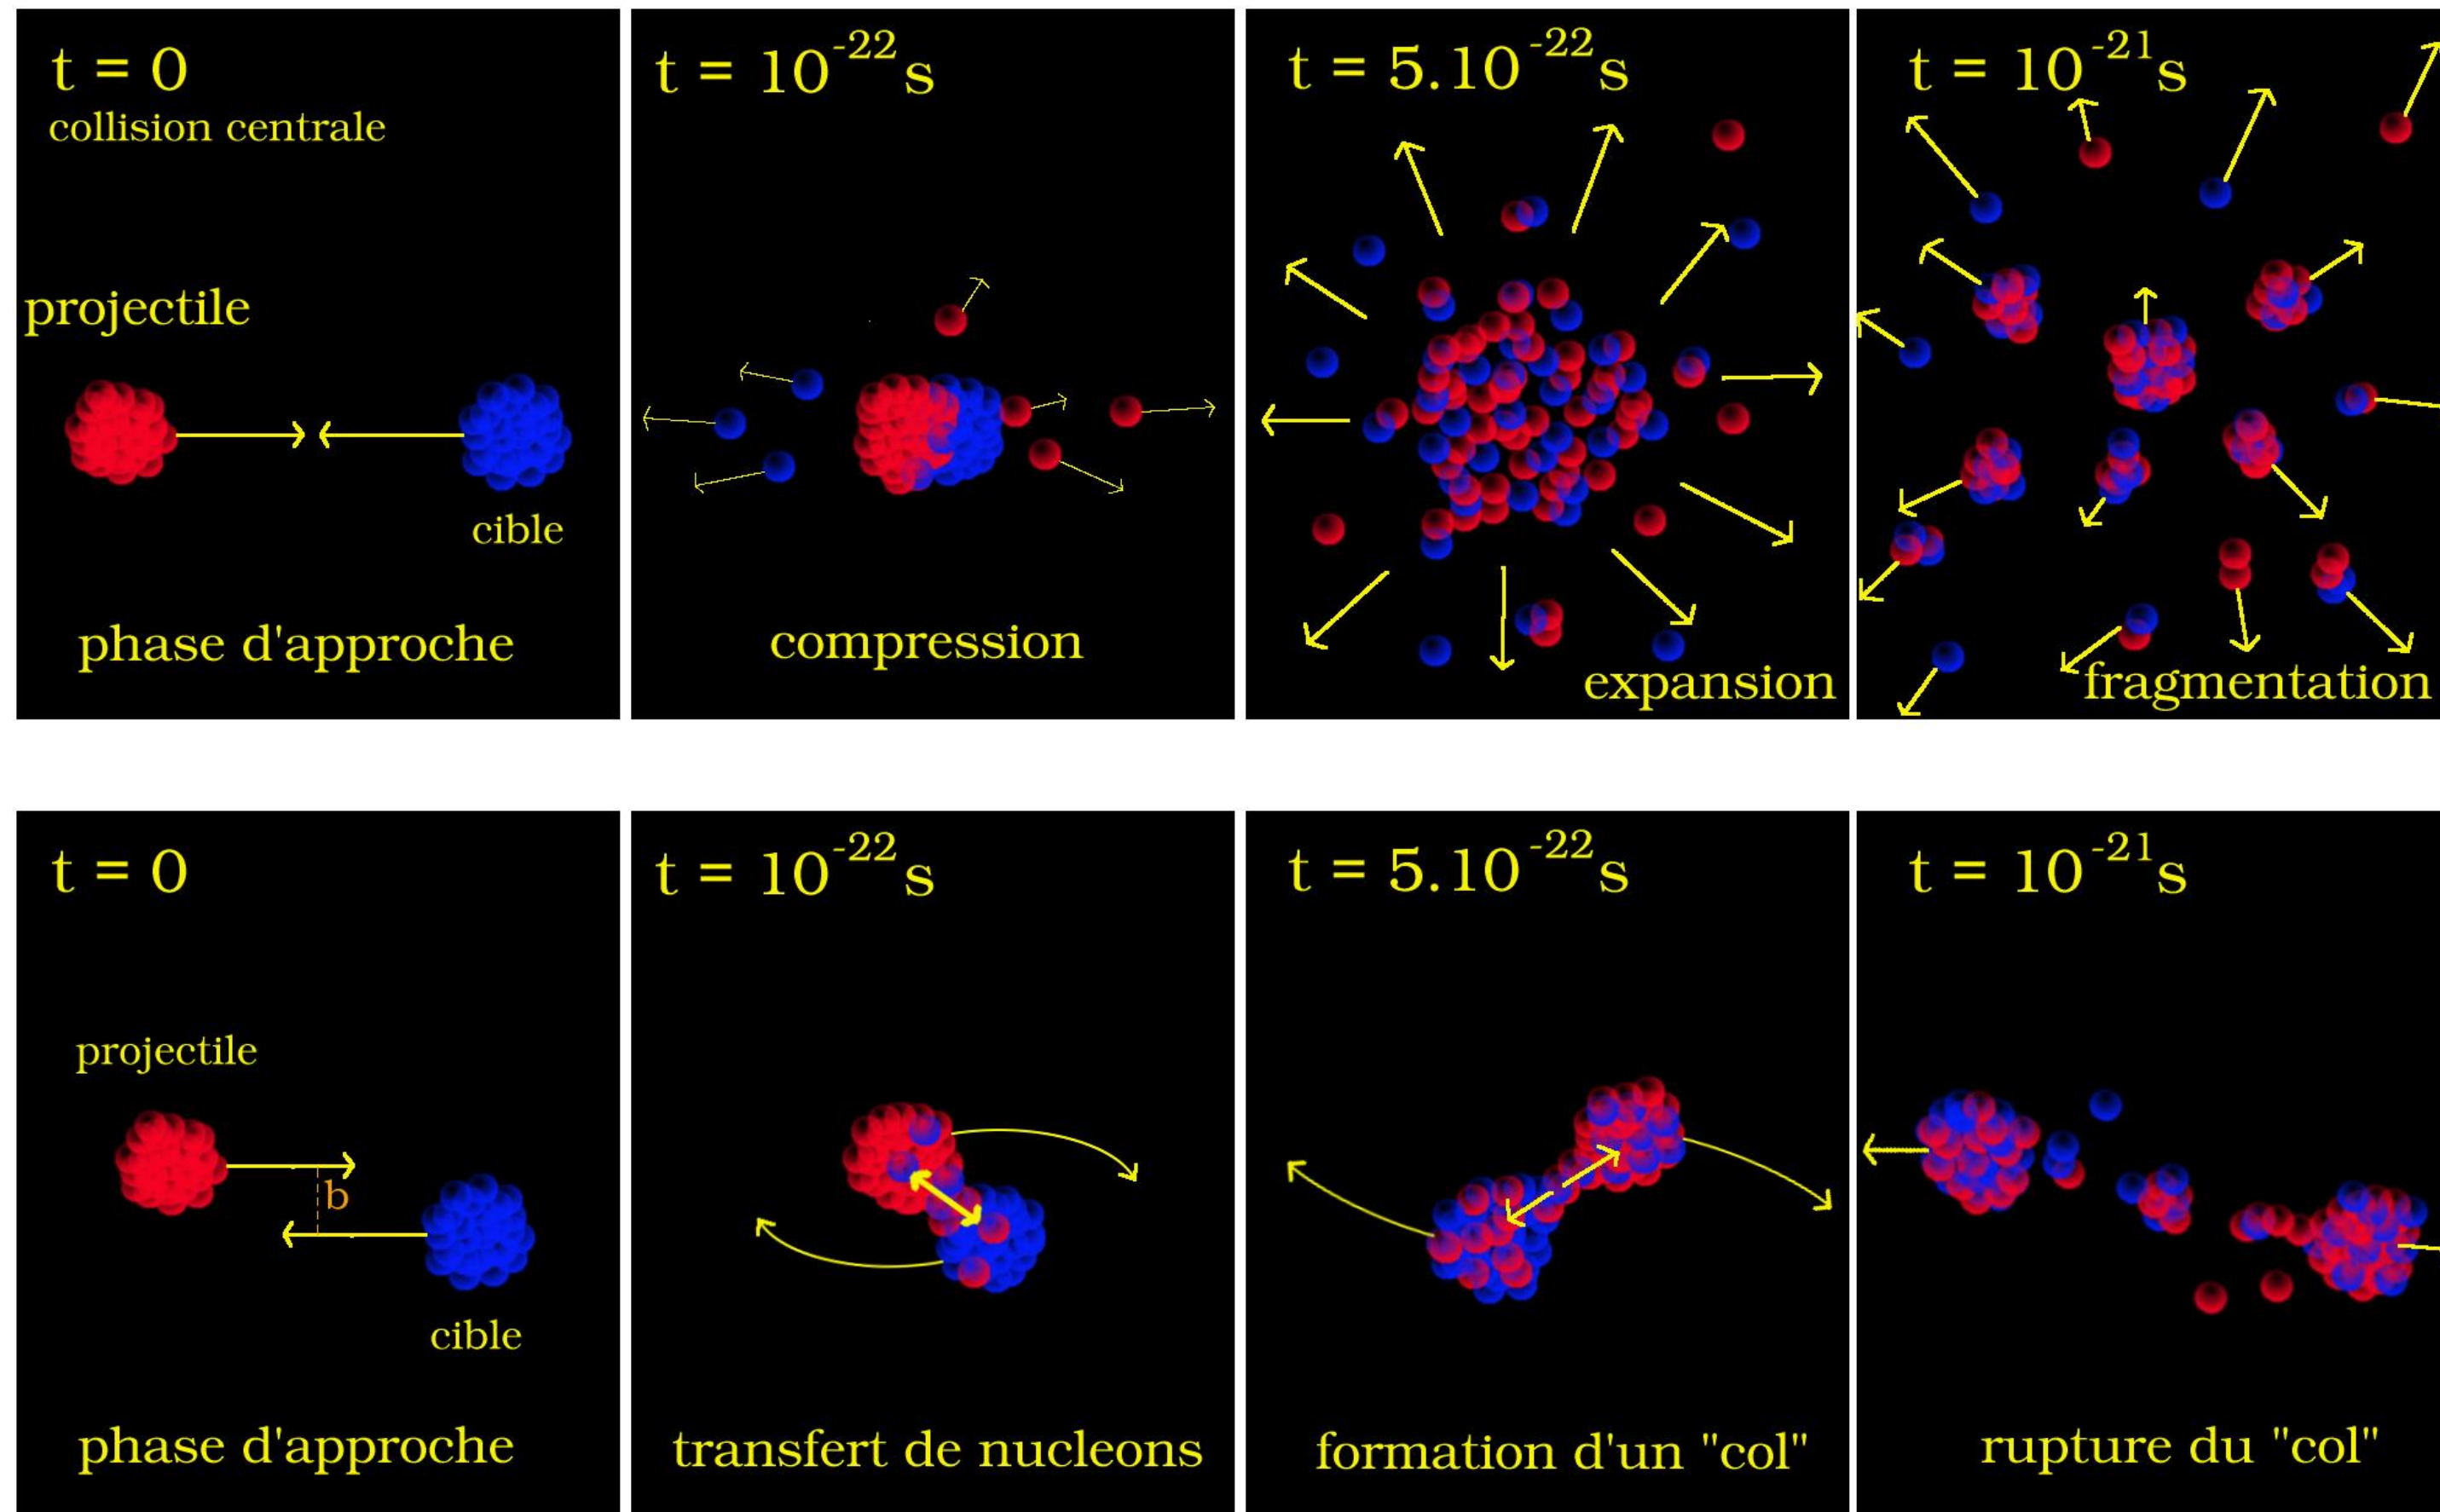 t = 0
collision centrale
projectile
cible
phase d'approche
t = 10⁻²²s
compression
t = 5.10⁻²²s
expansion
t = 10⁻²¹s
fragmentation
t = 0
projectile
b
cible
phase d'approche
t = 10⁻²²s
transfert de nucleons
t = 5.10⁻²²s
formation d'un "col"
t = 10⁻²¹s
rupture du "col"